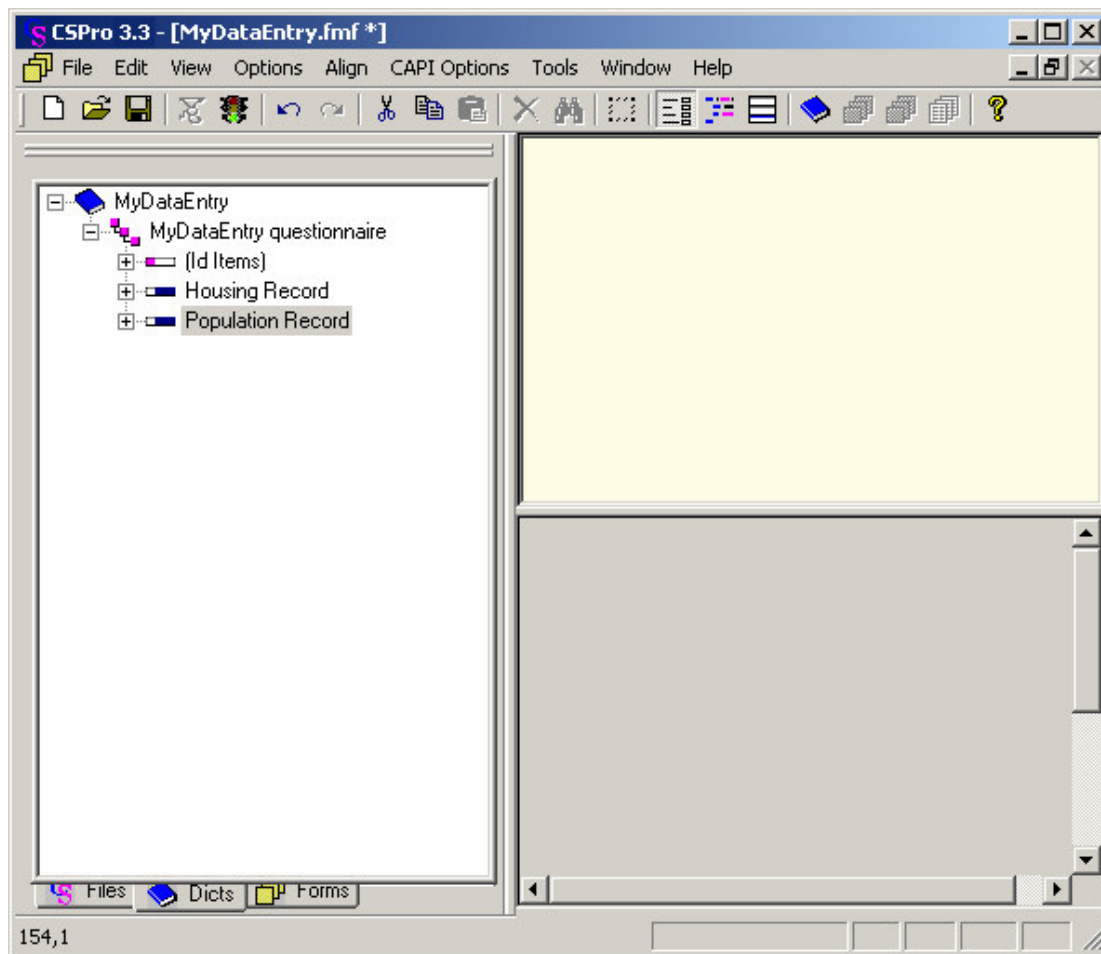 CSPro 3.3 - [MyDataEntry.fmf *]
File Edit View Options Align CAPI Options Tools Window Help
MyDataEntry
MyDataEntry questionnaire
(Id Items)
Housing Record
Population Record
Files Dicts Forms
154,1